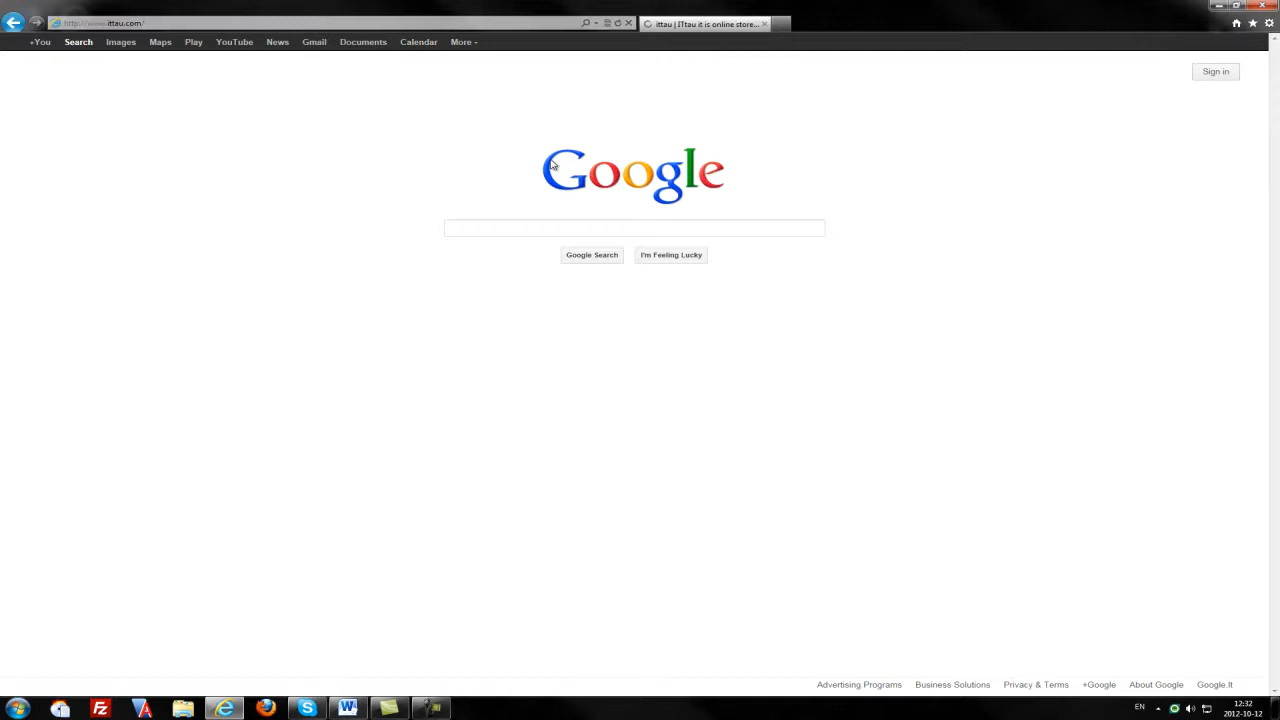 http://www.ittau.com/
ittau | ITtau it is online store...
+You Search Images Maps Play YouTube News Gmail Documents Calendar More
Sign in
Google
Google Search I'm Feeling Lucky
Advertising Programs Business Solutions Privacy & Terms +Google About Google Google.lt
EN 12:32
2012-10-12